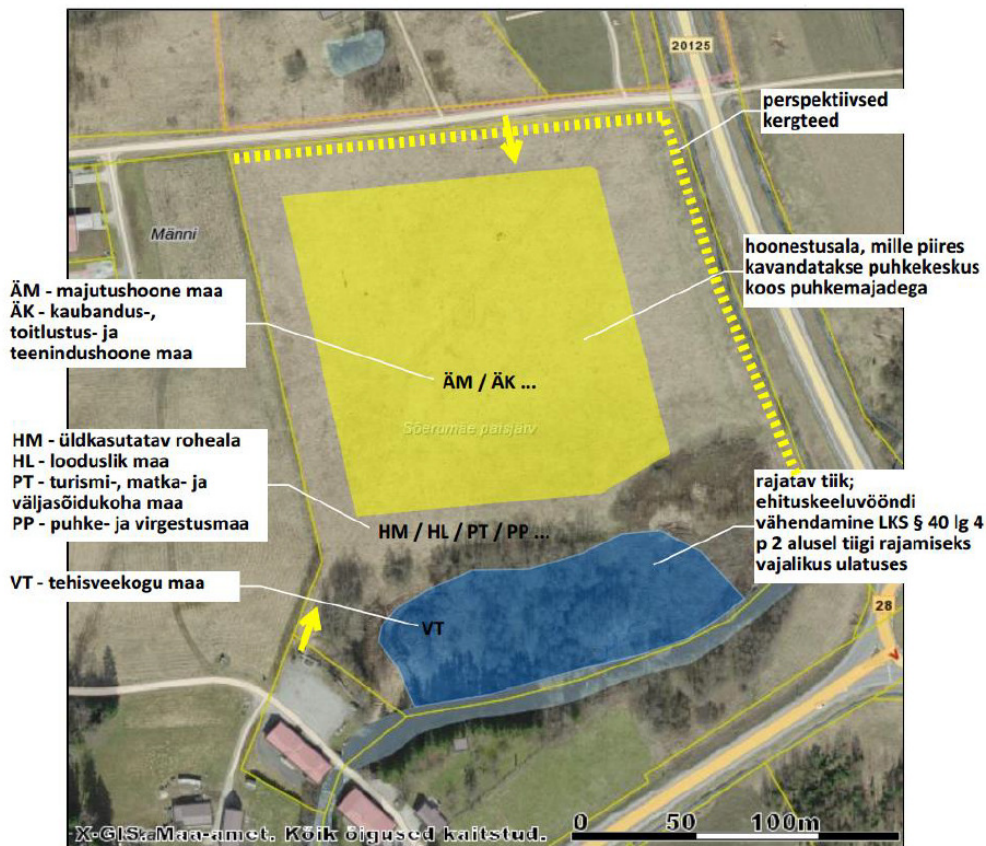 20125
perspektiivsed
kergteed
Männi
hoonestusala, mille piires
kavandatakse puhkekeskus
koos puhkemajadega
ÄM - majutushoone maa
ÄK - kaubandus-,
toitlustus- ja
teenindushoone maa
ÄM / ÄK ...
Sõerumäe paisjärv
HM - üldkasutatav roheala
HL - looduslik maa
PT - turismi-, matka- ja
väljasõidukoha maa
PP - puhke- ja virgestusmaa
HM / HL / PT / PP ...
rajatav tiik;
ehituskeeluvööndi
vähendamine LKS § 40 lg 4
p 2 alusel tiigi rajamiseks
vajalikus ulatuses
VT - tehisveekogu maa
VT
28
X-GIS. Maa-amet. Kõik õigused kaitstud.
0 50 100m